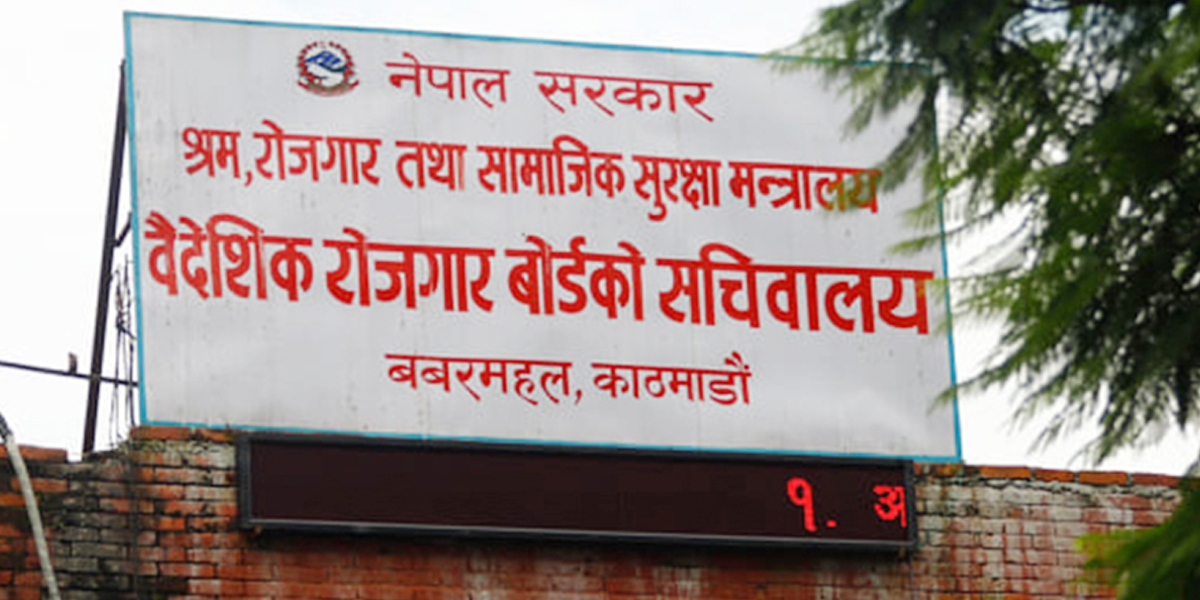 नेपाल सरकार
श्रम, रोजगार तथा सामाजिक सुरक्षा मन्त्रालय
वैदेशिक रोजगार बोर्डको सचिवालय
बबरमहल, काठमाडौं
१. अ